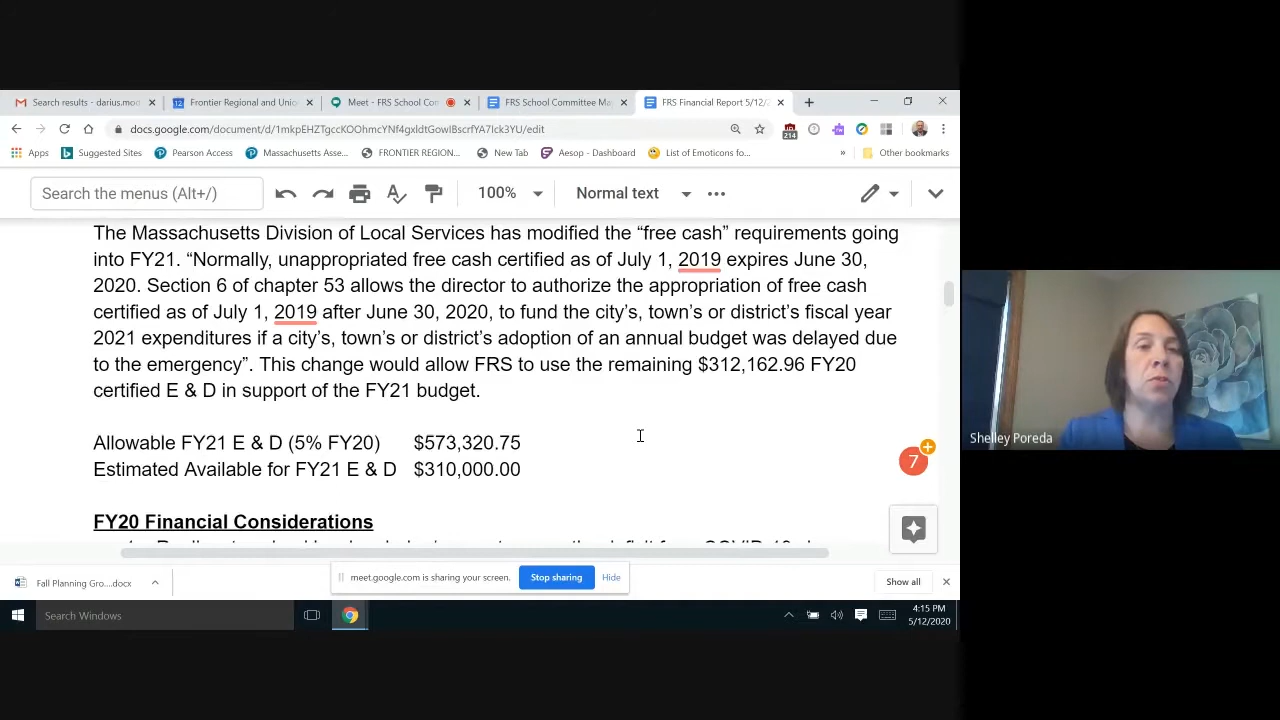 Search results - darius.mod
Frontier Regional and Unio
Meet - FRS School Com
FRS School Committee Ma
FRS Financial Report 5/12/2
docs.google.com/document/d/1mkpEHZTgccKOOhmcYNf4gxldtGowIBscrfYA7Ick3YU/edit
214
Apps
Suggested Sites
Pearson Access
Massachusetts Asse...
FRONTIER REGION...
New Tab
Aesop - Dashboard
List of Emoticons fo...
»
Other bookmarks
Search the menus (Alt+/)
100%
Normal text
The Massachusetts Division of Local Services has modified the “free cash” requirements going
into FY21. “Normally, unappropriated free cash certified as of July 1, 2019 expires June 30,
2020. Section 6 of chapter 53 allows the director to authorize the appropriation of free cash
certified as of July 1, 2019 after June 30, 2020, to fund the city’s, town’s or district’s fiscal year
2021 expenditures if a city’s, town’s or district’s adoption of an annual budget was delayed due
to the emergency”. This change would allow FRS to use the remaining $312,162.96 FY20
certified E & D in support of the FY21 budget.
Allowable FY21 E & D (5% FY20) $573,320.75
Estimated Available for FY21 E & D $310,000.00
7
FY20 Financial Considerations
Shelley Poreda
meet.google.com is sharing your screen.
Stop sharing
Hide
Fall Planning Gro....docx
Show all
Search Windows
4:15 PM
5/12/2020